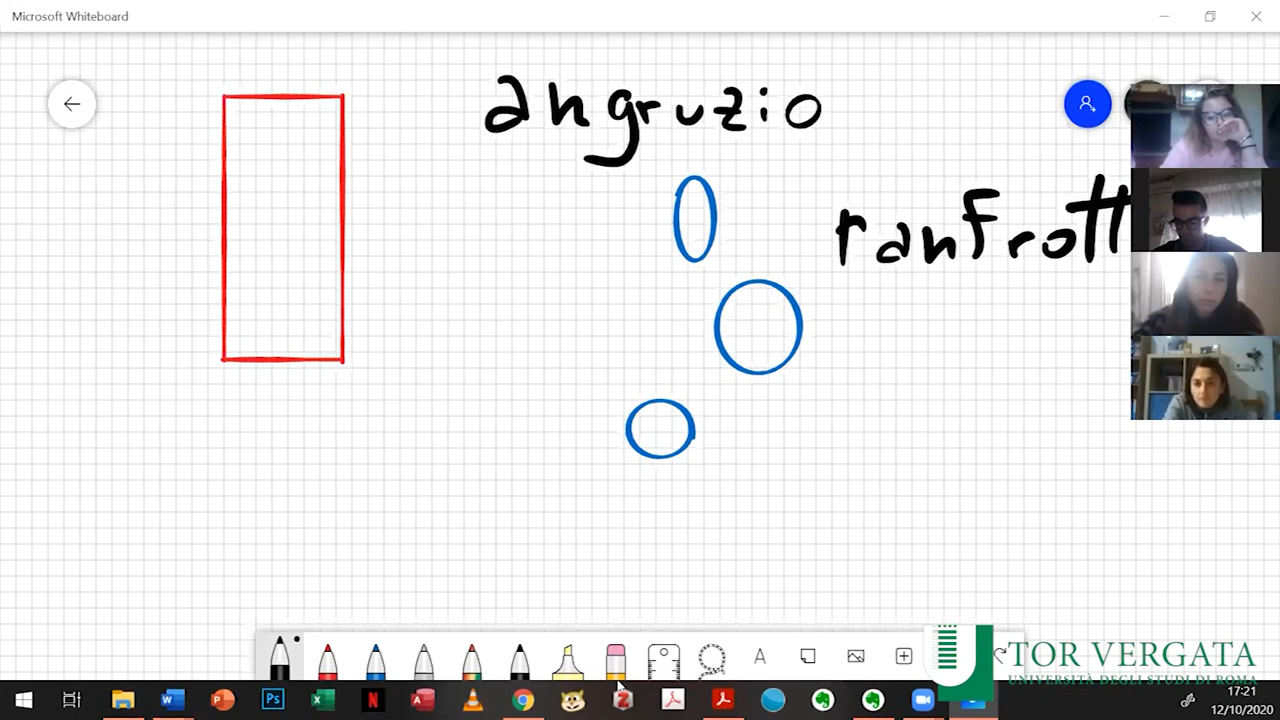 Microsoft Whiteboard
angruzio
ranfrott
TOR VERGATA
UNIVERSITÀ DEGLI STUDI DI ROMA
17:21
12/10/2020